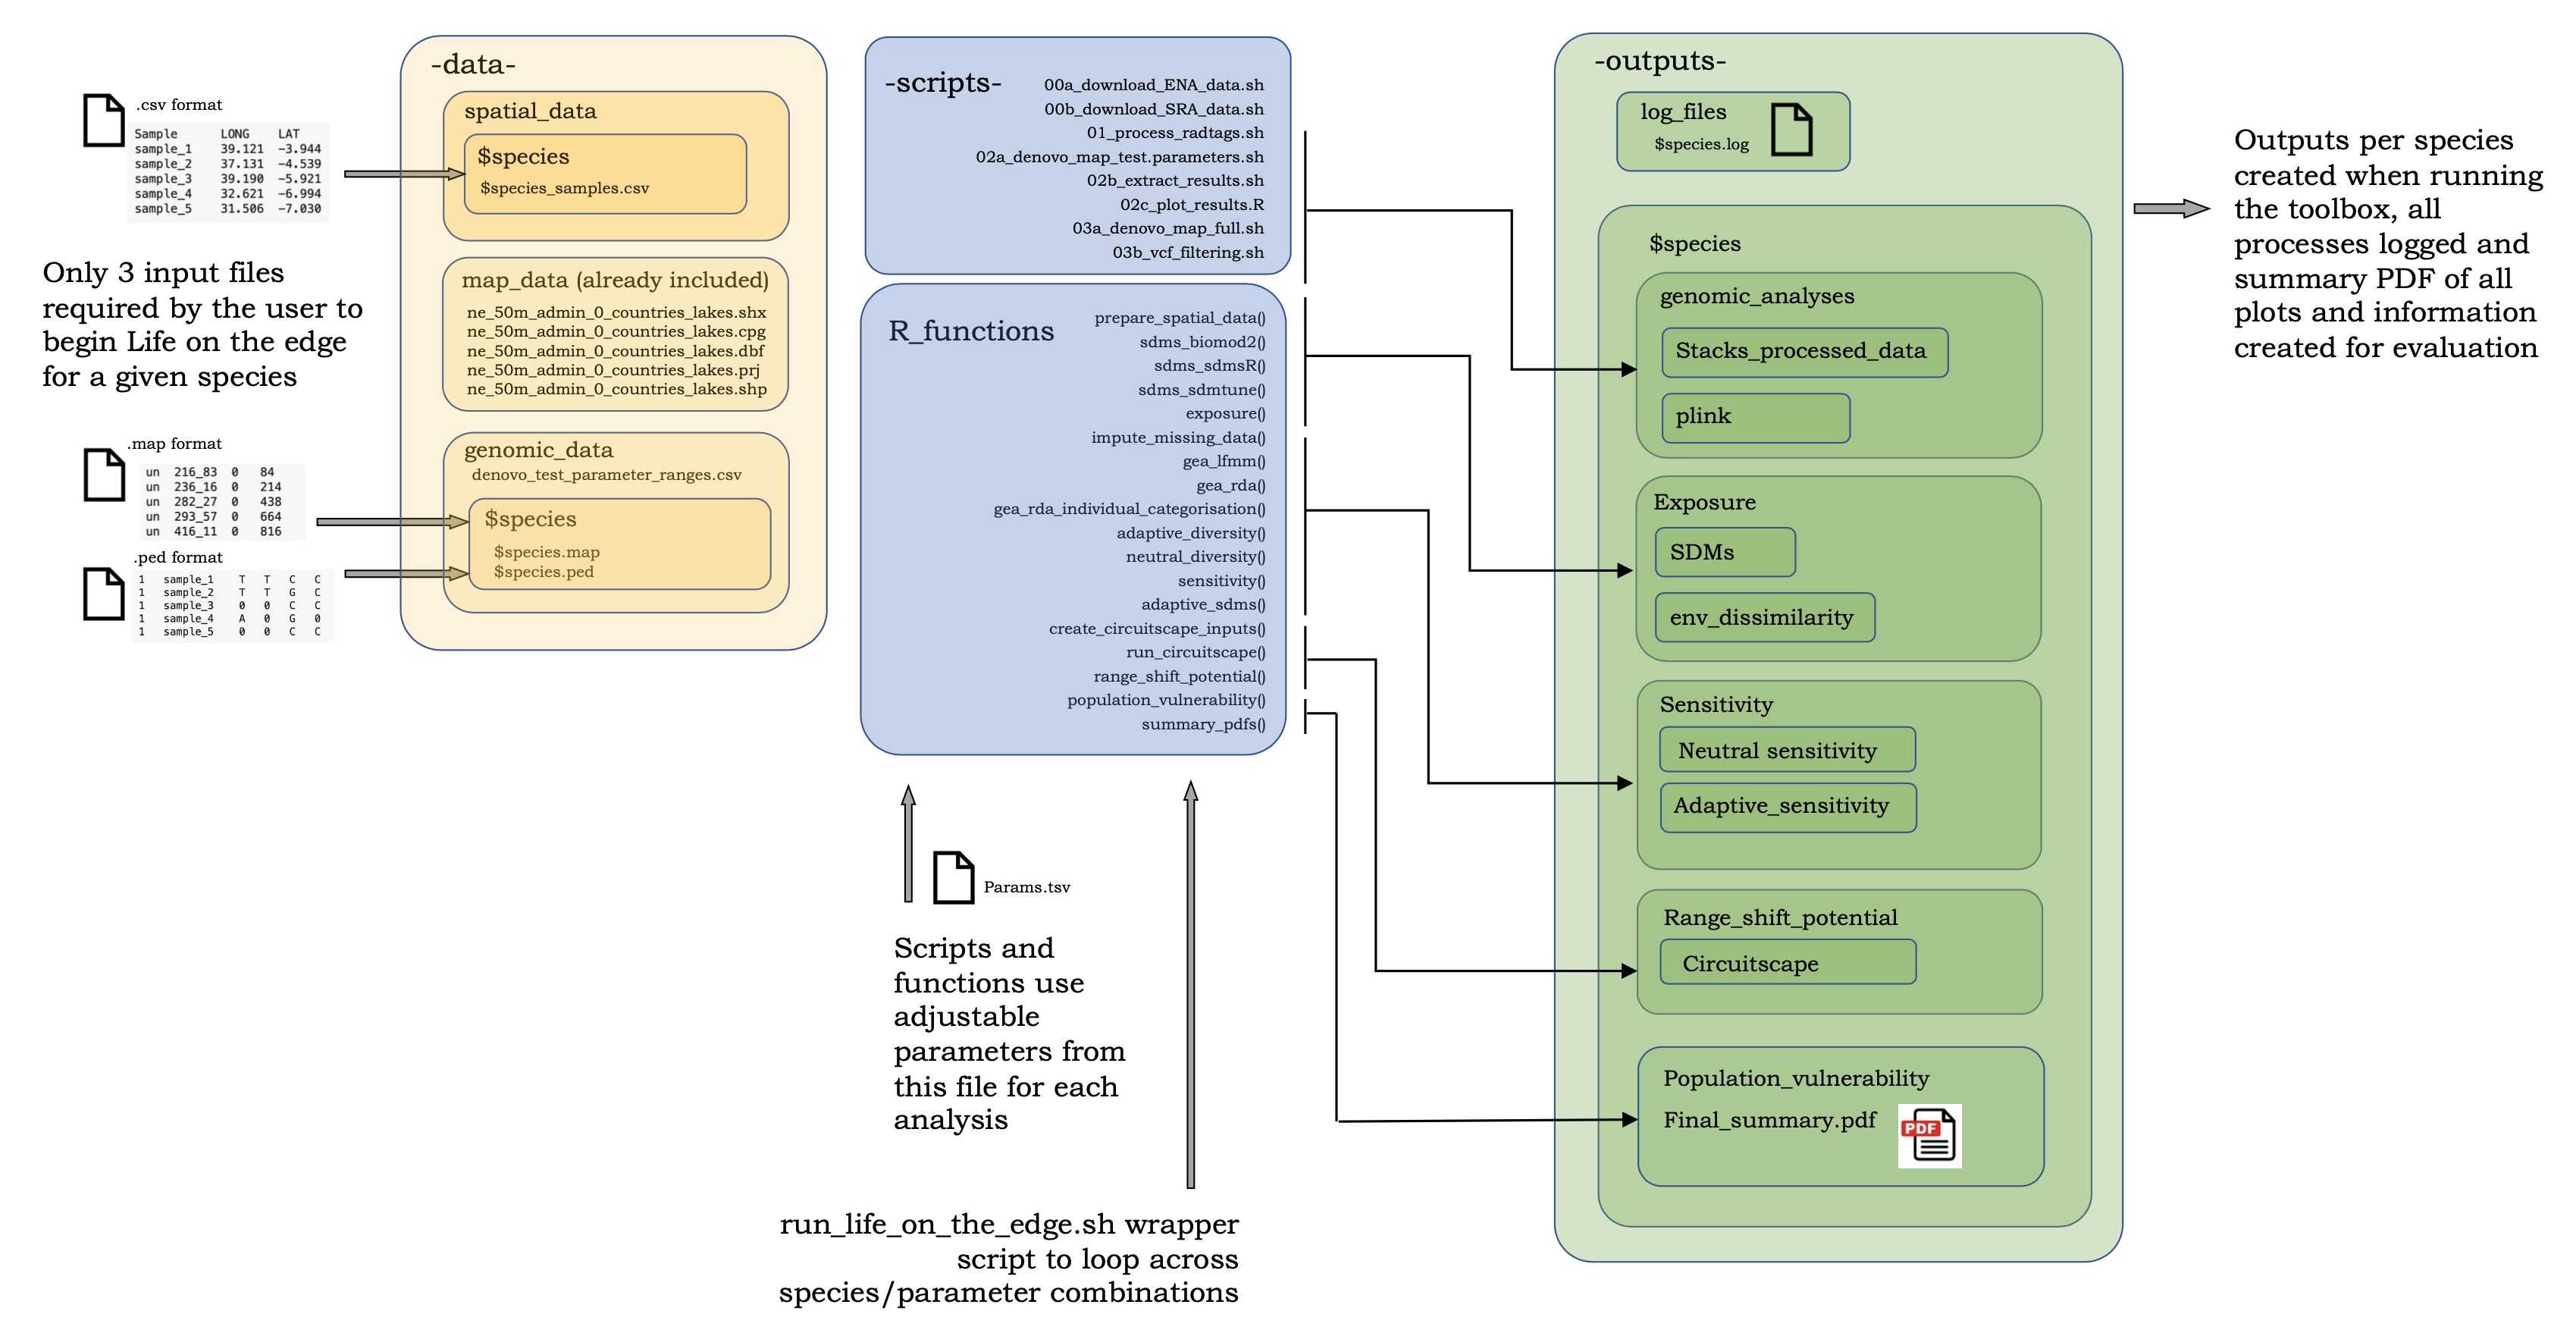 .csv format
Sample LONG LAT
sample_1 39.121 −3.944
sample_2 37.131 −4.539
sample_3 39.190 −5.921
sample_4 32.621 −6.994
sample_5 31.506 −7.030
Only 3 input files
required by the user to
begin Life on the edge
for a given species
.map format
un 216_83 0 84
un 236_16 0 214
un 282_27 0 438
un 293_57 0 664
un 416_11 0 816
.ped format
1 sample_1 T T C C
1 sample_2 T T G C
1 sample_3 0 0 C C
1 sample_4 A 0 G 0
1 sample_5 0 0 C C
-data-
spatial_data
$species
$species_samples.csv
map_data (already included)
ne_50m_admin_0_countries_lakes.shx
ne_50m_admin_0_countries_lakes.cpg
ne_50m_admin_0_countries_lakes.dbf
ne_50m_admin_0_countries_lakes.prj
ne_50m_admin_0_countries_lakes.shp
genomic_data
denovo_test_parameter_ranges.csv
$species
$species.map
$species.ped
-scripts-
00a_download_ENA_data.sh
00b_download_SRA_data.sh
01_process_radtags.sh
02a_denovo_map_test.parameters.sh
02b_extract_results.sh
02c_plot_results.R
03a_denovo_map_full.sh
03b_vcf_filtering.sh
R_functions
prepare_spatial_data()
sdms_biomod2()
sdms_sdmsR()
sdms_sdmtune()
exposure()
impute_missing_data()
gea_lfmm()
gea_rda()
gea_rda_individual_categorisation()
adaptive_diversity()
neutral_diversity()
sensitivity()
adaptive_sdms()
create_circuitscape_inputs()
run_circuitscape()
range_shift_potential()
population_vulnerability()
summary_pdfs()
Params.tsv
Scripts and
functions use
adjustable
parameters from
this file for each
analysis
run_life_on_the_edge.sh wrapper
script to loop across
species/parameter combinations
-outputs-
log_files
$species.log
$species
genomic_analyses
Stacks_processed_data
plink
Exposure
SDMs
env_dissimilarity
Sensitivity
Neutral sensitivity
Adaptive_sensitivity
Range_shift_potential
Circuitscape
Population_vulnerability
Final_summary.pdf
PDF
Outputs per species
created when running
the toolbox, all
processes logged and
summary PDF of all
plots and information
created for evaluation